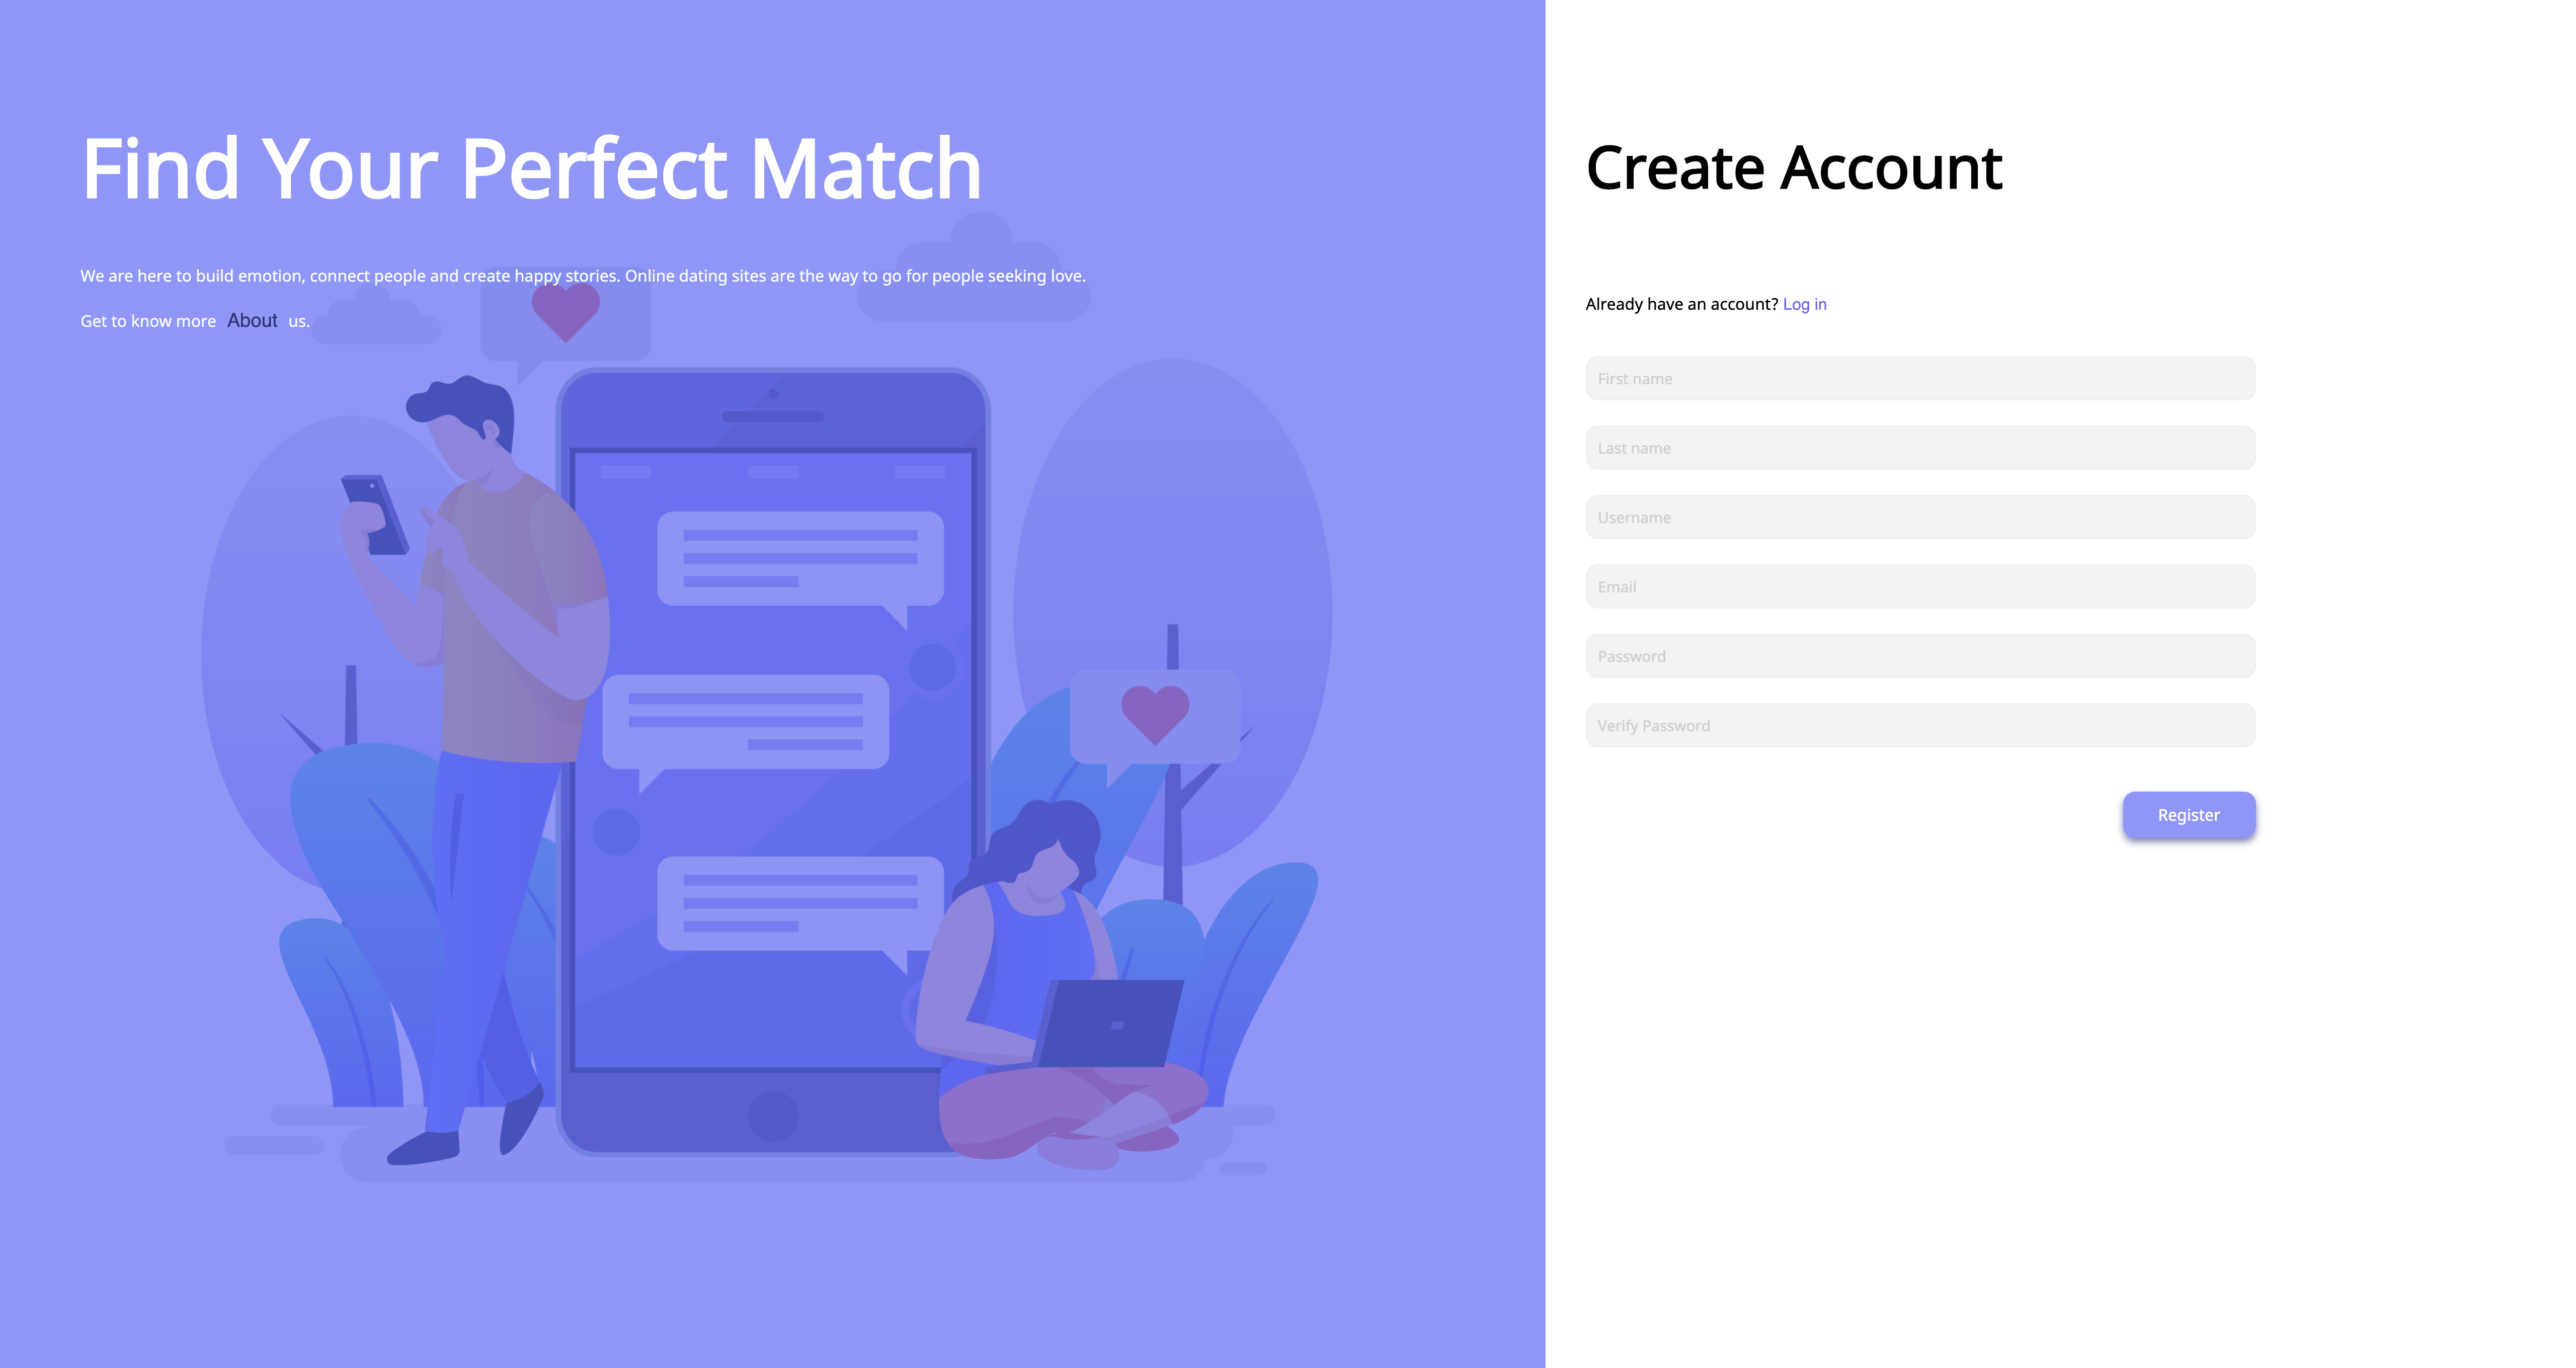 Find Your Perfect Match
We are here to build emotion, connect people and create happy stories. Online dating sites are the way to go for people seeking love.
Get to know more About us.
Create Account
Already have an account? Log in
First name
Last name
Username
Email
Password
Verify Password
Register